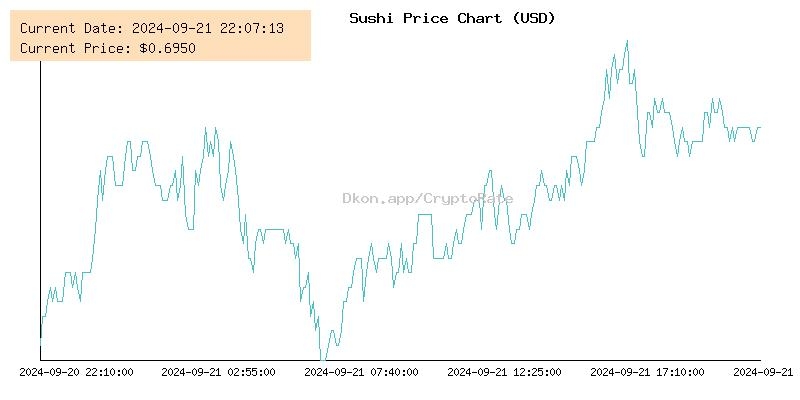 Sushi Price Chart (USD)
Current Date: 2024-09-21 22:07:13
Current Price: $0.6950
Dkon.app/CryptoRate
2024-09-20 22:10:00 2024-09-21 02:55:00 2024-09-21 07:40:00 2024-09-21 12:25:00 2024-09-21 17:10:00 2024-09-21